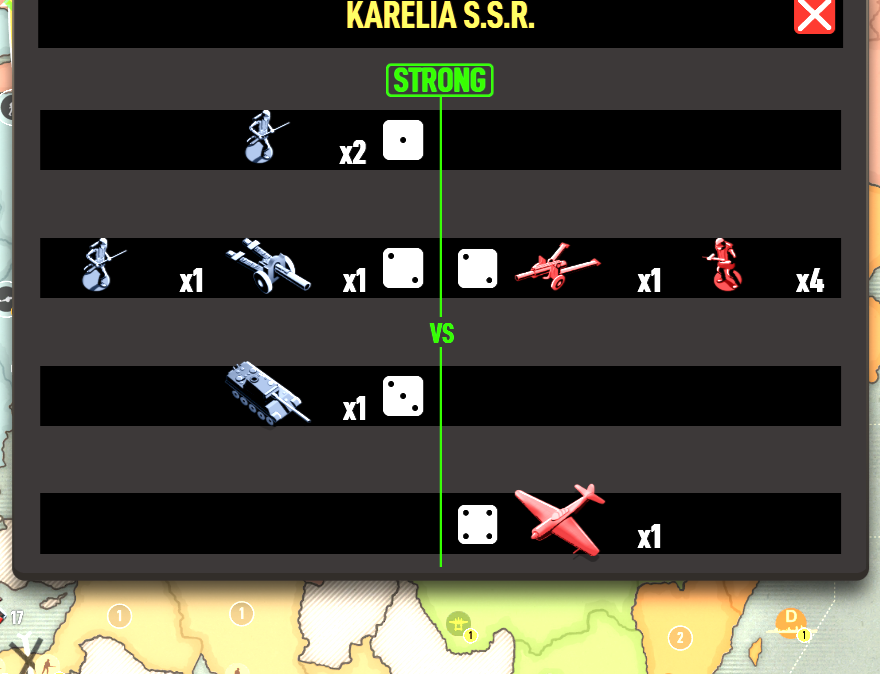 KARELIA S.S.R.
STRONG
x2
x1 x1 x1 x4
VS
x1
x1
17 1 1 1 2 D 1